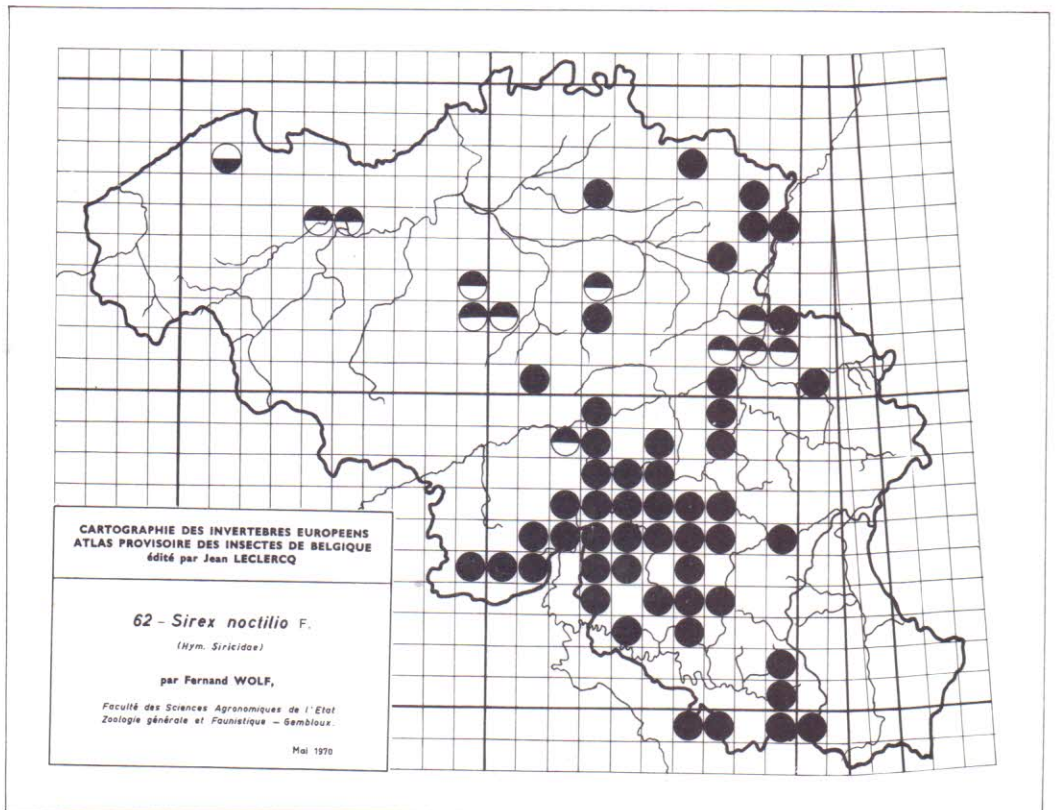 CARTOGRAPHIE DES INVERTEBRES EUROPEENS
ATLAS PROVISOIRE DES INSECTES DE BELGIQUE
édité par Jean LECLERCQ
62 - Sirex noctilio F.
(Hym. Siricidae)
par Fernand WOLF,
Faculté des Sciences Agronomiques de l'Etat
Zoologie générale et Faunistique - Gembloux.
Mai 1970